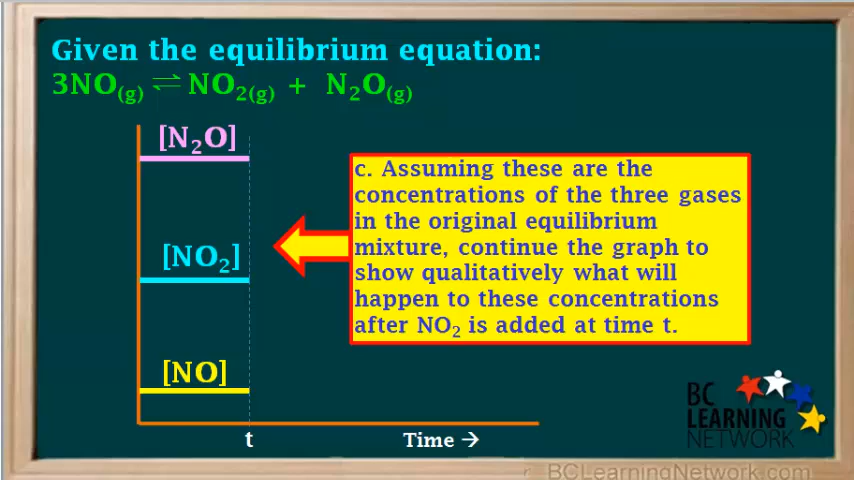 Given the equilibrium equation:
3NO(g) ⇌ NO₂(g) + N₂O(g)
[N₂O]
c. Assuming these are the
concentrations of the three gases
in the original equilibrium
mixture, continue the graph to
show qualitatively what will
happen to these concentrations
after NO₂ is added at time t.
[NO₂]
[NO]
t
Time →
BC
LEARNING
NETWORK
BCLearningNetwork.com